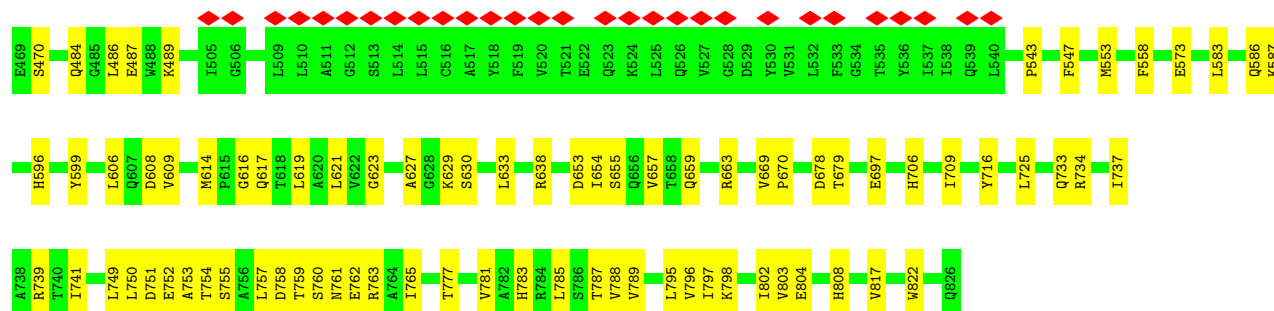 E469 S470 Q484 G485 L486 E487 W488 K489 I505 G506 L509 L510 A511 G512 S513 L514 L515 C516 A517 Y518 F519 V520 T521 E522 Q523 K524 L525 Q526 V527 G528 D529 Y530 V531 L532 F533 G534 T535 Y536 I537 I538 Q539 L540 P543 F547 M553 F558 E573 L583 Q586 K587
H596 Y599 L606 Q607 D608 V609 M614 P615 G616 Q617 T618 L619 A620 L621 V622 G623 A627 G628 K629 S630 L633 R638 D653 I654 S655 Q656 V657 T658 Q659 R663 V669 P670 D678 T679 E697 H706 I709 Y716 L725 Q733 R734 I737
A738 R739 T740 I741 L749 L750 D751 E752 A753 T754 S755 A756 L757 D758 T759 S760 N761 E762 R763 A764 I765 T777 V781 A782 H783 R784 L785 S786 T787 V788 V789 L795 V796 I797 K798 I802 V803 E804 H808 V817 W822 Q826